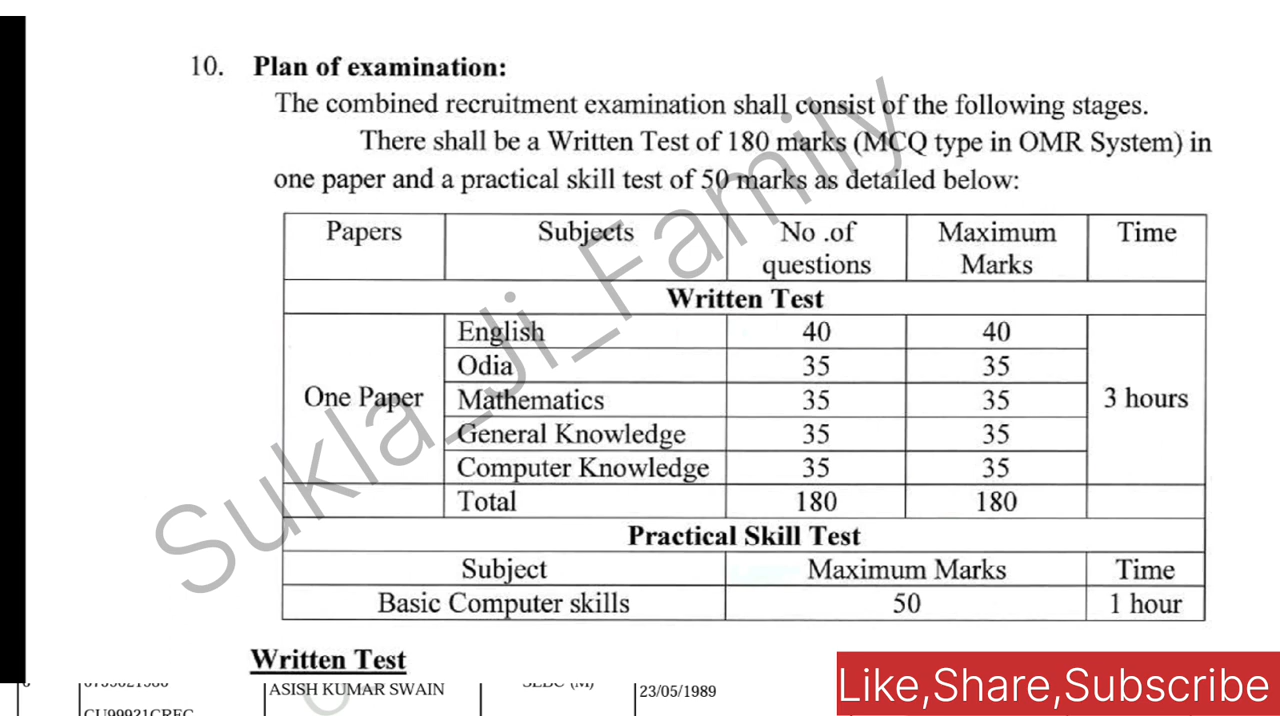 10. Plan of examination:
The combined recruitment examination shall consist of the following stages.
There shall be a Written Test of 180 marks (MCQ type in OMR System) in
one paper and a practical skill test of 50 marks as detailed below:
Papers Subjects No .of questions Maximum Marks Time
Written Test
English 40 40
Odia 35 35
One Paper Mathematics 35 35 3 hours
General Knowledge 35 35
Computer Knowledge 35 35
Total 180 180
Practical Skill Test
Subject Maximum Marks Time
Basic Computer skills 50 1 hour
Sukla_Ji_Family
Written Test
ASISH KUMAR SWAIN 23/05/1989
Like,Share,Subscribe